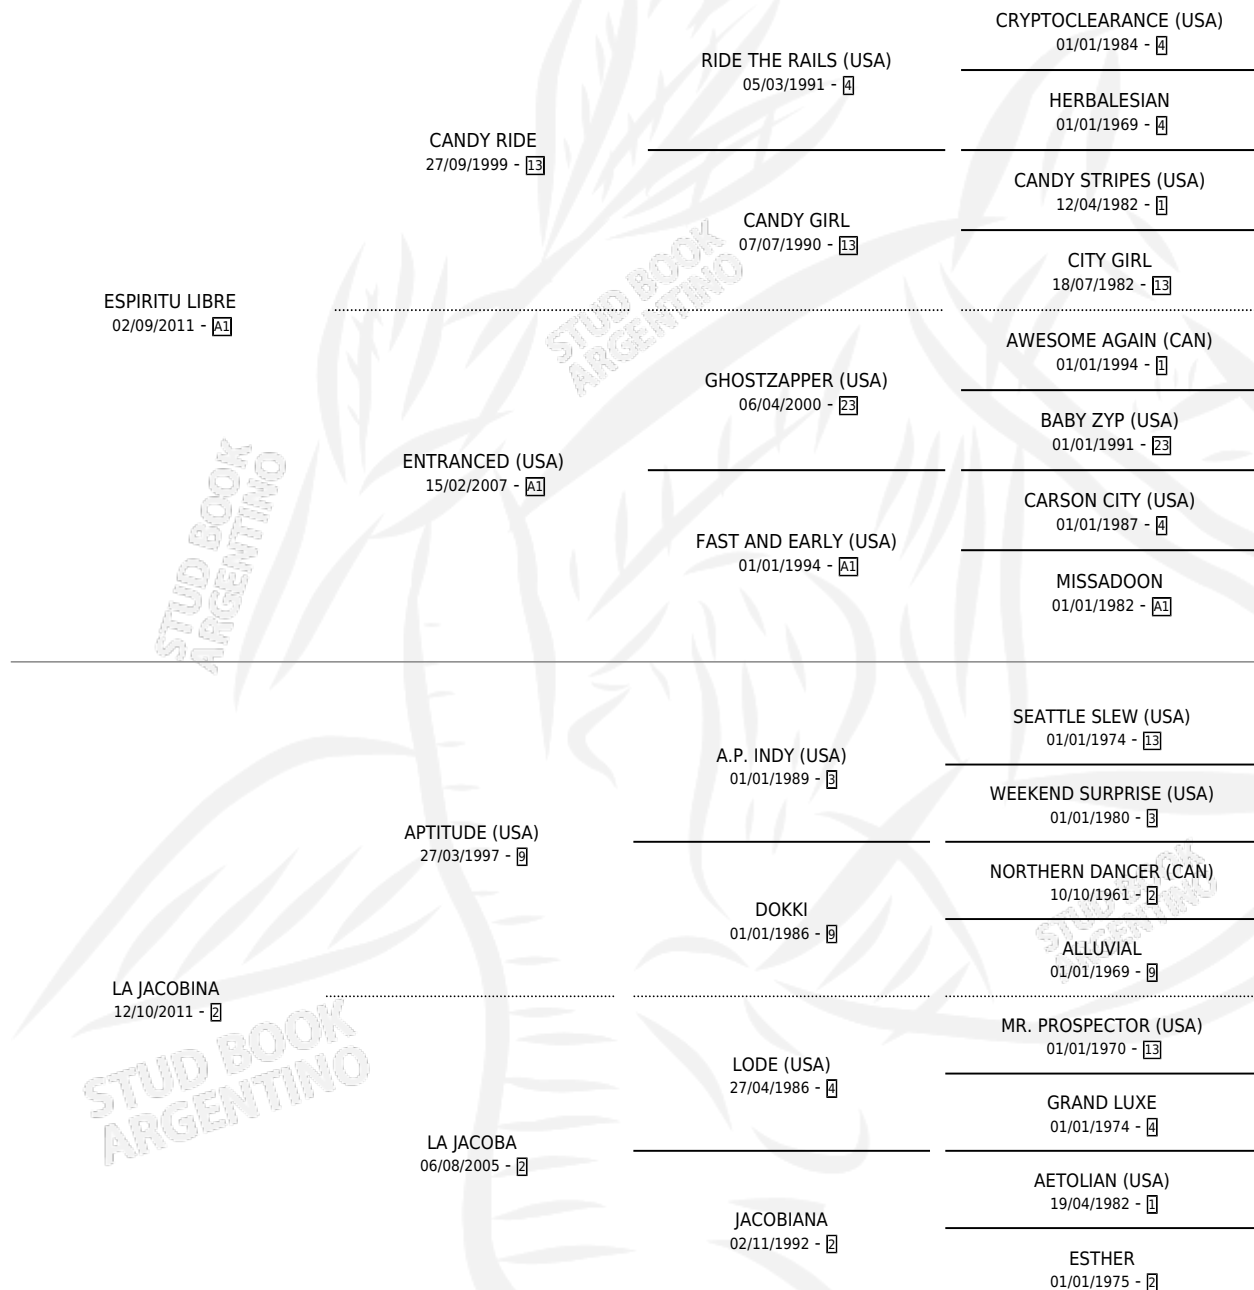 CRYPTOCLEARANCE (USA)
01/01/1984 - 4
RIDE THE RAILS (USA)
05/03/1991 - 4
HERBALESIAN
01/01/1969 - 4
CANDY RIDE
27/09/1999 - 13
CANDY STRIPES (USA)
12/04/1982 - 1
CANDY GIRL
07/07/1990 - 13
CITY GIRL
18/07/1982 - 13
ESPIRITU LIBRE
02/09/2011 - A1
STUD BOOK
ARGENTINO
AWESOME AGAIN (CAN)
01/01/1994 - 1
GHOSTZAPPER (USA)
06/04/2000 - 23
BABY ZYP (USA)
01/01/1991 - 23
ENTRANCED (USA)
15/02/2007 - A1
CARSON CITY (USA)
01/01/1987 - 4
FAST AND EARLY (USA)
01/01/1994 - A1
MISSADOON
01/01/1982 - A1
STUD BOOK
ARGENTINO
SEATTLE SLEW (USA)
01/01/1974 - 13
A.P. INDY (USA)
01/01/1989 - 3
WEEKEND SURPRISE (USA)
01/01/1980 - 3
APTITUDE (USA)
27/03/1997 - 9
NORTHERN DANCER (CAN)
10/10/1961 - 2
DOKKI
01/01/1986 - 9
STUD BOOK
ARGENTINO
ALLUVIAL
01/01/1969 - 9
LA JACOBINA
12/10/2011 - 2
MR. PROSPECTOR (USA)
01/01/1970 - 13
LODE (USA)
27/04/1986 - 4
STUD BOOK
ARGENTINO
GRAND LUXE
01/01/1974 - 4
LA JACOBA
06/08/2005 - 2
AETOLIAN (USA)
19/04/1982 - 1
JACOBIANA
02/11/1992 - 2
ESTHER
01/01/1975 - 2